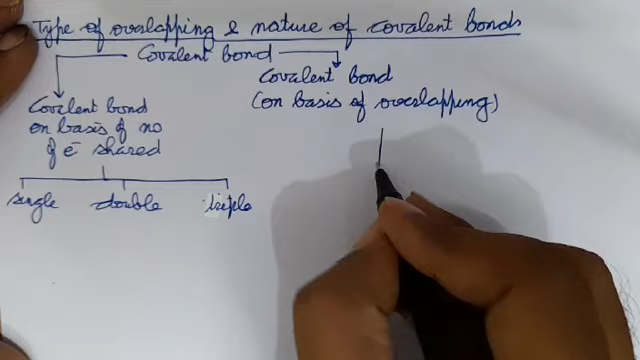 Type of overlapping & nature of covalent bonds
Covalent bond
Covalent bond
on basis of no
of e⁻ shared
single double triple
Covalent Bond
(on basis of overlapping)